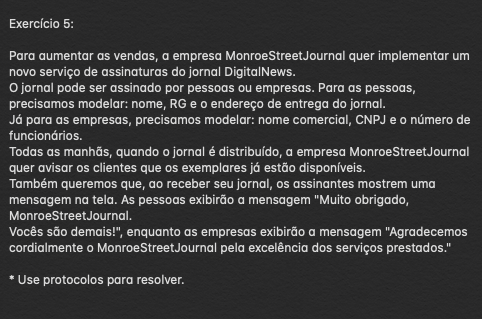 Exercício 5:
Para aumentar as vendas, a empresa MonroeStreetJournal quer implementar um
novo serviço de assinaturas do jornal DigitalNews.
O jornal pode ser assinado por pessoas ou empresas. Para as pessoas,
precisamos modelar: nome, RG e o endereço de entrega do jornal.
Já para as empresas, precisamos modelar: nome comercial, CNPJ e o número de
funcionários.
Todas as manhãs, quando o jornal é distribuído, a empresa MonroeStreetJournal
quer avisar os clientes que os exemplares já estão disponíveis.
Também queremos que, ao receber seu jornal, os assinantes mostrem uma
mensagem na tela. As pessoas exibirão a mensagem "Muito obrigado,
MonroeStreetJournal.
Vocês são demais!", enquanto as empresas exibirão a mensagem "Agradecemos
cordialmente o MonroeStreetJournal pela excelência dos serviços prestados."
* Use protocolos para resolver.